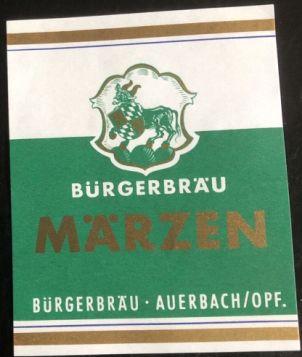 BÜRGERBRÄU
MÄRZEN
BÜRGERBRÄU · AUERBACH/OPF.